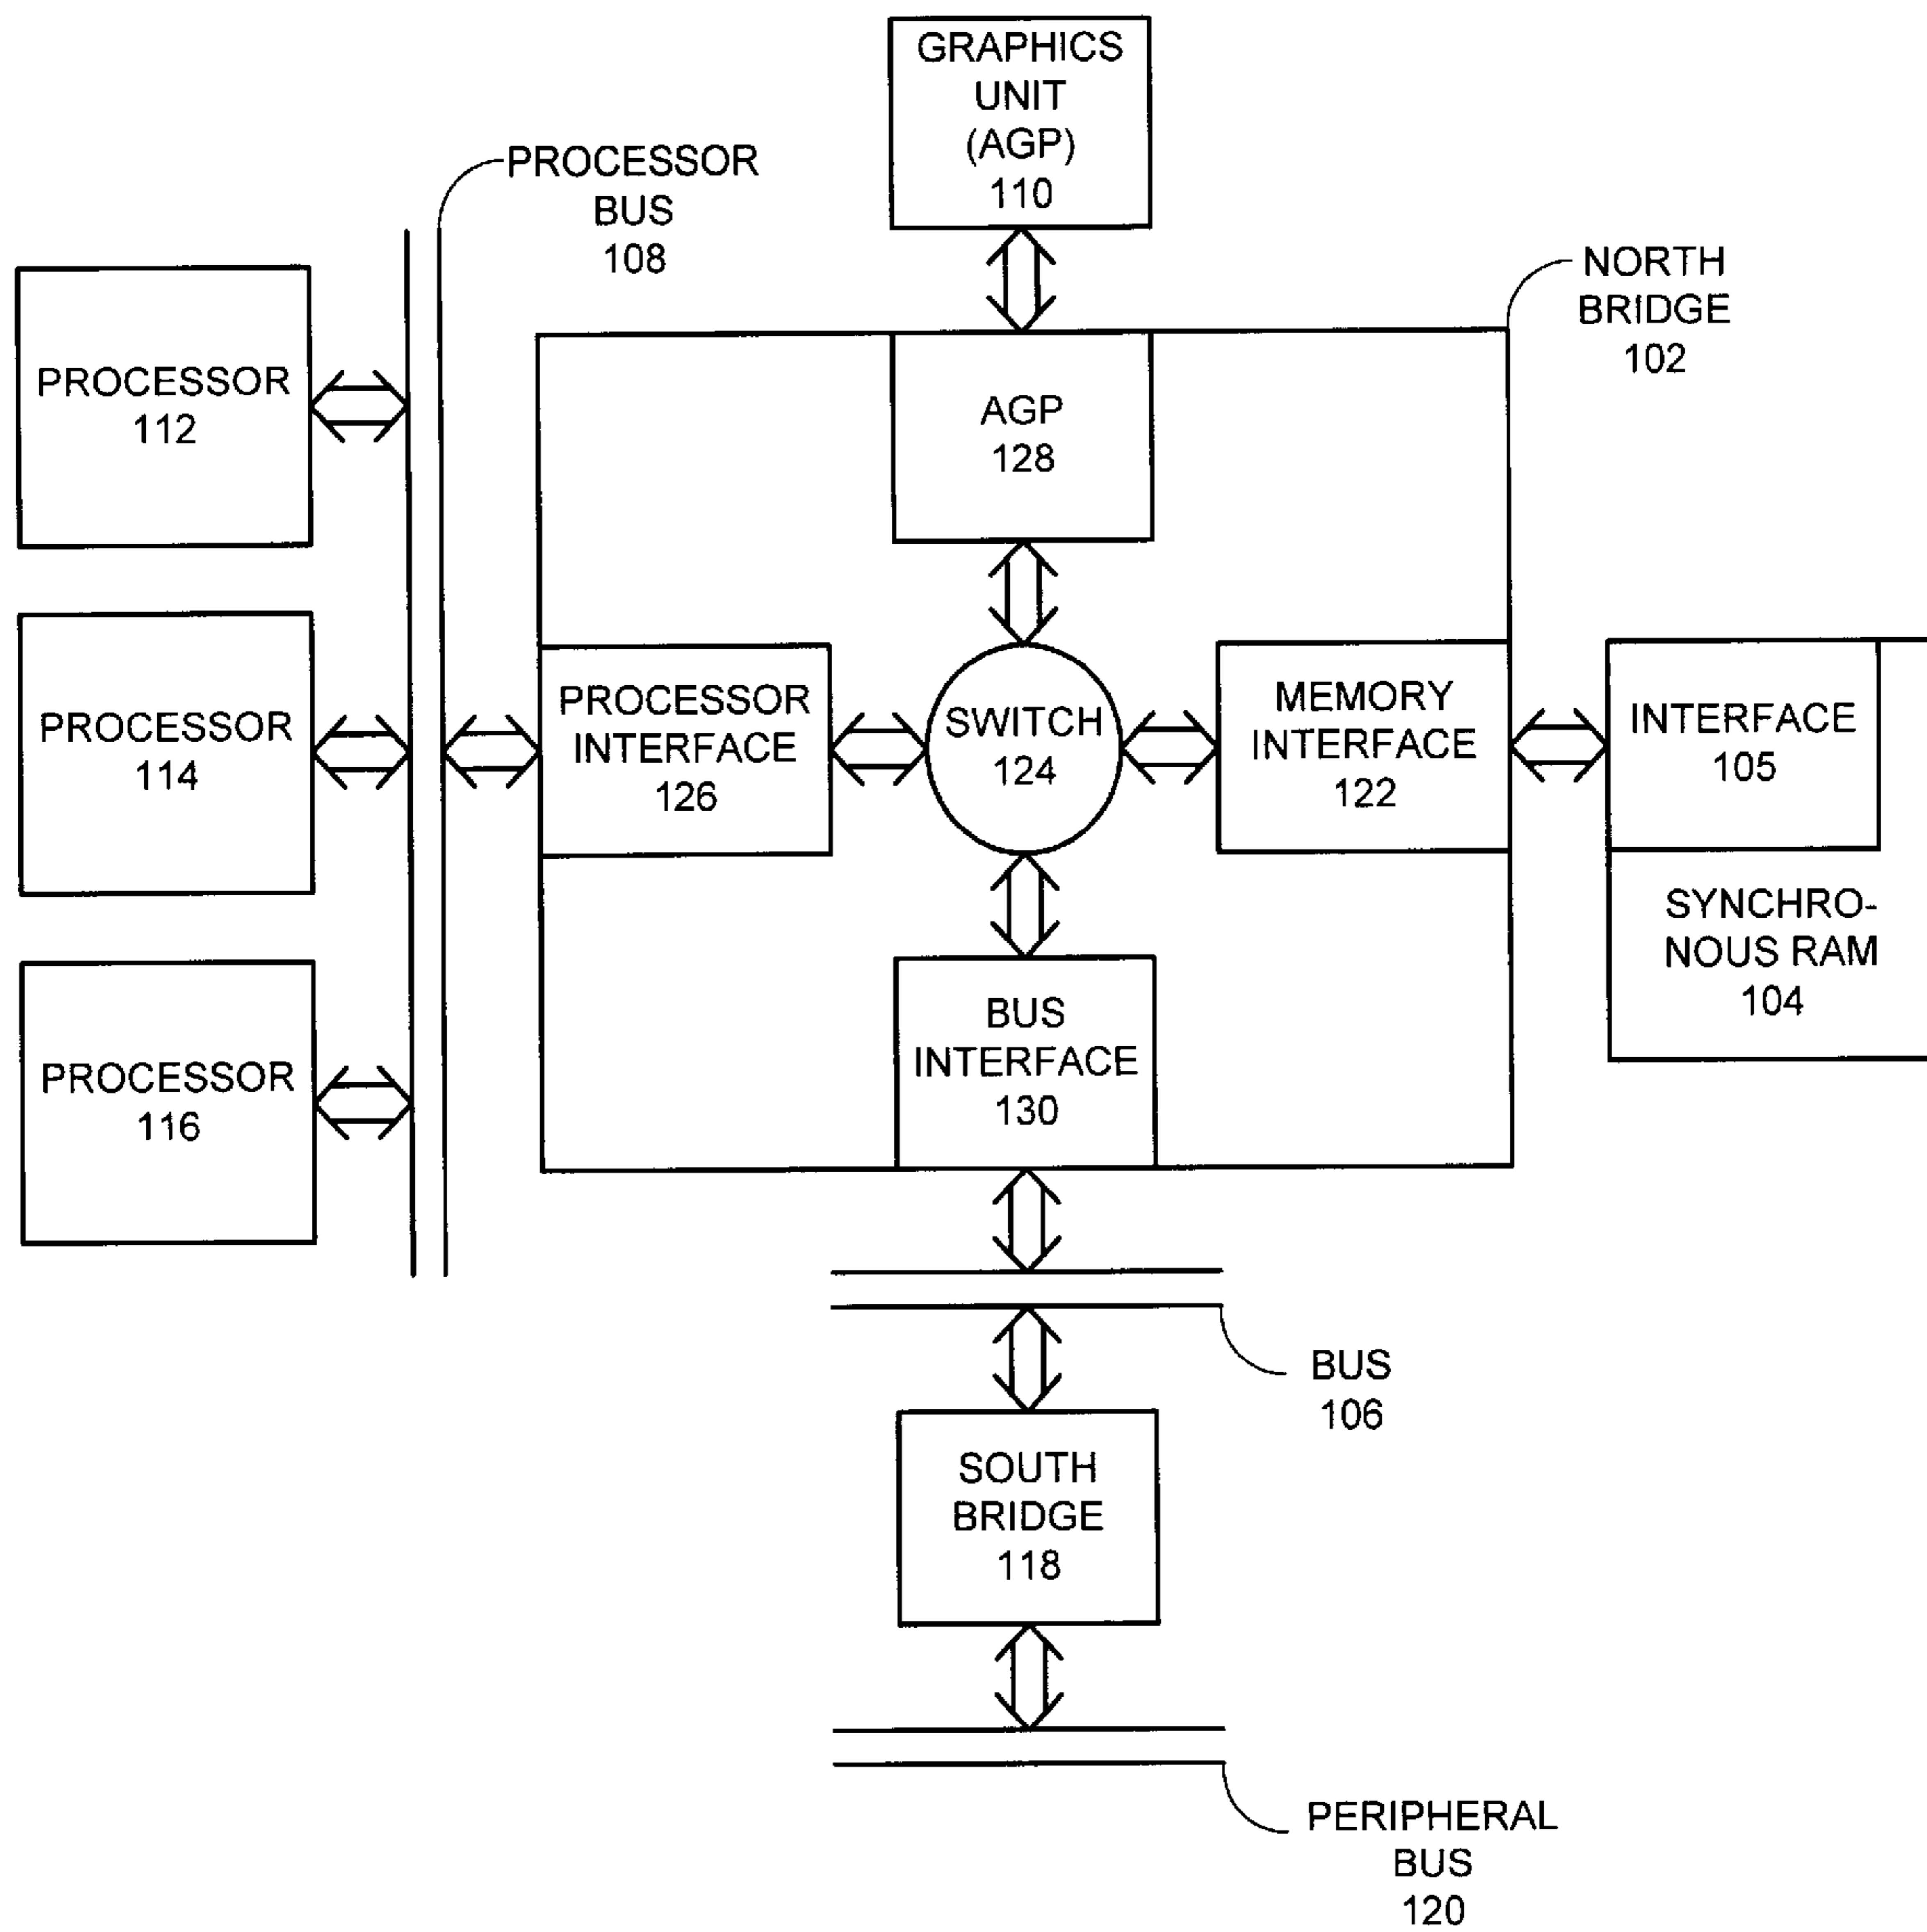 GRAPHICS
UNIT
(AGP)
110
PROCESSOR
BUS
108
NORTH
BRIDGE
102
PROCESSOR
112
AGP
128
PROCESSOR
114
PROCESSOR
INTERFACE
126
SWITCH
124
MEMORY
INTERFACE
122
INTERFACE
105
SYNCHRO-
NOUS RAM
104
PROCESSOR
116
BUS
INTERFACE
130
BUS
106
SOUTH
BRIDGE
118
PERIPHERAL
BUS
120